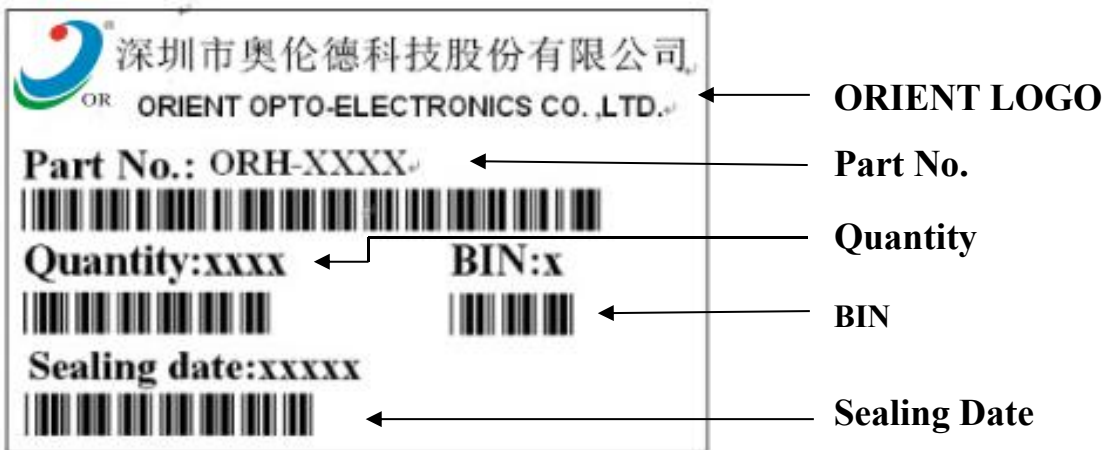 深圳市奥伦德科技股份有限公司
OR
ORIENT OPTO-ELECTRONICS CO.,LTD.
ORIENT LOGO
Part No.: ORH-XXXX
Part No.
Quantity
Quantity:xxxx BIN:x
BIN
Sealing date:xxxxx
Sealing Date